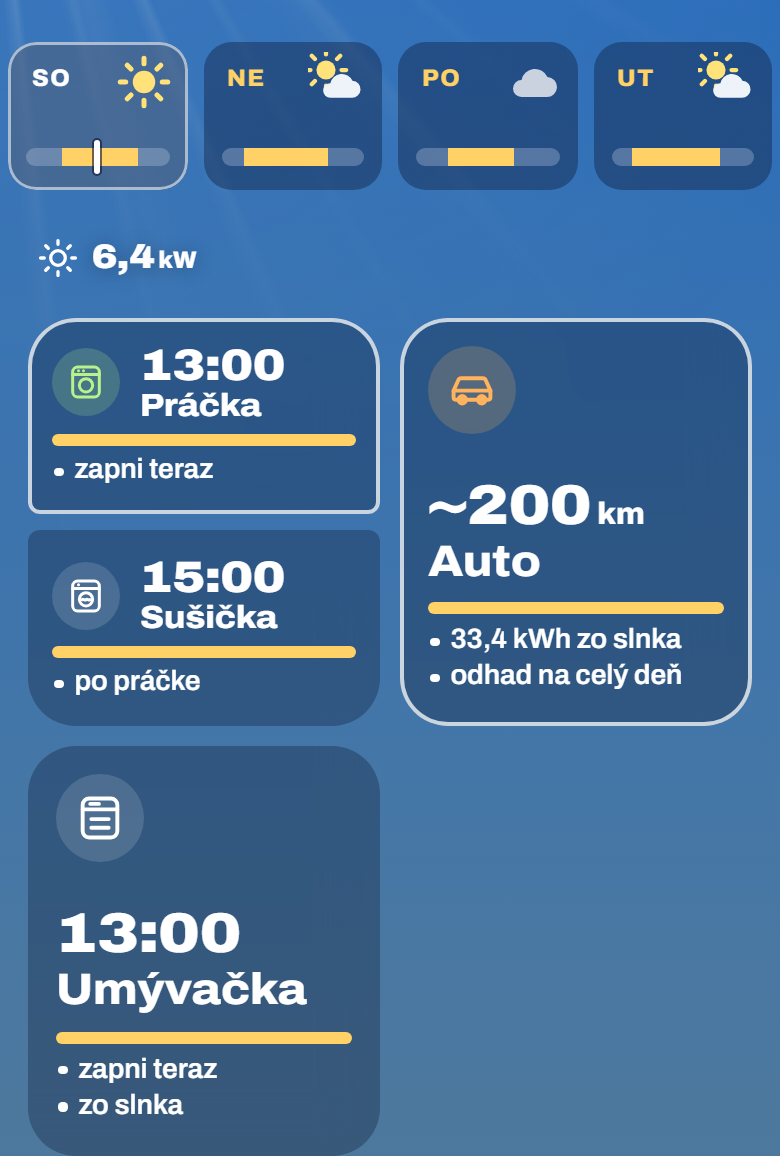 SO
NE
PO
UT
6,4 kW
13:00
Práčka
• zapni teraz
15:00
Sušička
• po práčke
~200 km
Auto
• 33,4 kWh zo slnka
• odhad na celý deň
13:00
Umývačka
• zapni teraz
• zo slnka